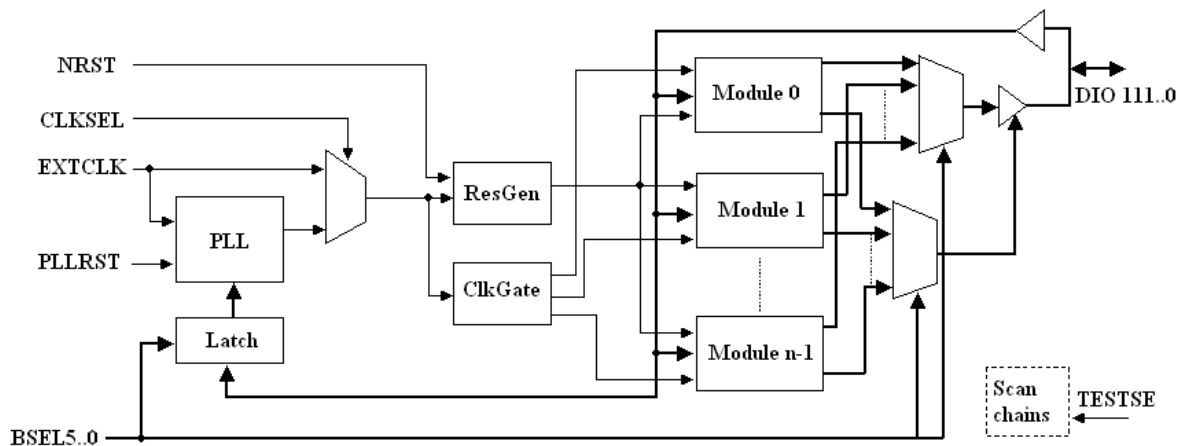 NRST
CLKSEL
EXTCLK
PLLRST
BSEL5..0
PLL
Latch
ResGen
ClkGate
Module 0
Module 1
Module n-1
DIO 111..0
Scan
chains
TESTSE